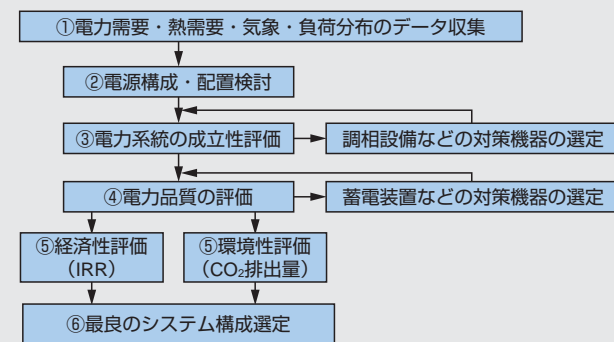 ①電力需要・熱需要・気象・負荷分布のデータ収集
②電源構成・配置検討
③電力系統の成立性評価
調相設備などの対策機器の選定
④電力品質の評価
蓄電装置などの対策機器の選定
⑤経済性評価
（IRR）
⑤環境性評価
（CO₂排出量）
⑥最良のシステム構成選定